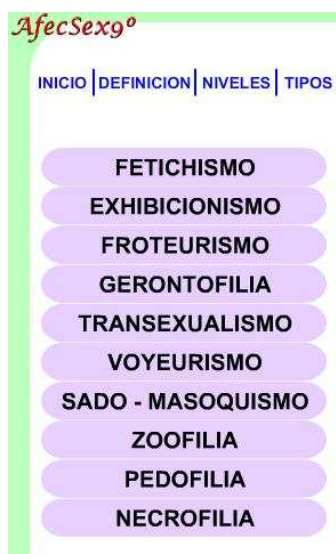 AfecSex9º
INICIO | DEFINICION | NIVELES | TIPOS
FETICHISMO
EXHIBICIONISMO
FROTEURISMO
GERONTOFILIA
TRANSEXUALISMO
VOYEURISMO
SADO - MASOQUISMO
ZOOFILIA
PEDOFILIA
NECROFILIA